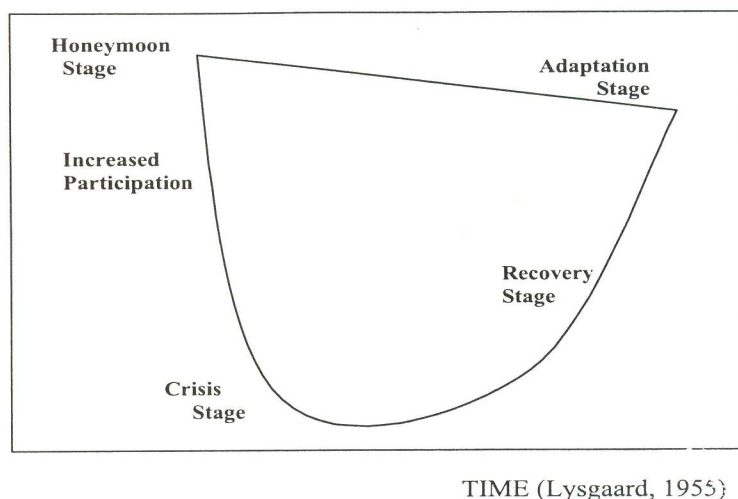 Honeymoon
Stage
Adaptation
Stage
Increased
Participation
Recovery
Stage
Crisis
Stage
TIME (Lysgaard, 1955)